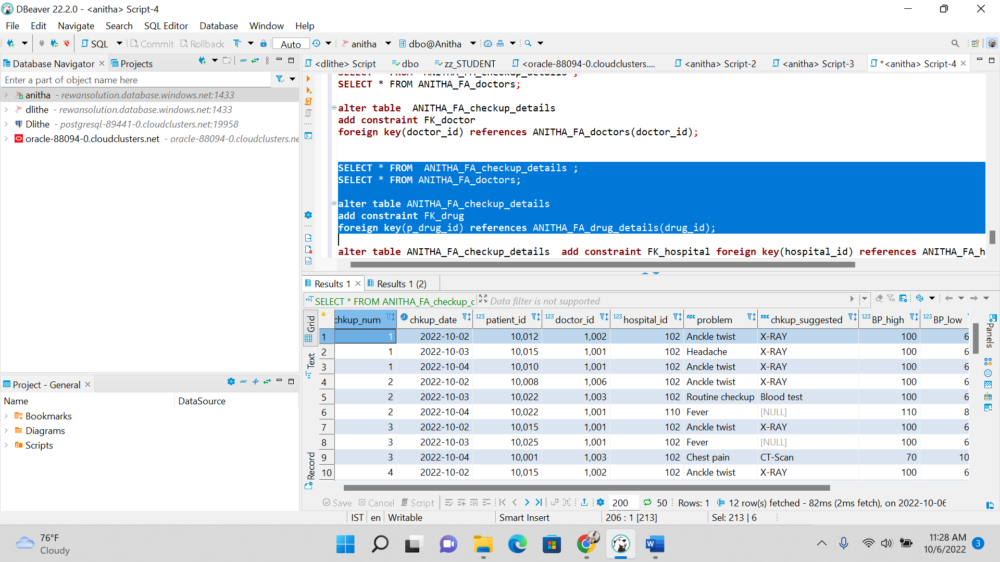 DBeaver 22.2.0 - <anitha> Script-4
File Edit Navigate Search SQL Editor Database Window Help
SQL Commit Rollback Auto anitha dbo@Anitha
Database Navigator Projects
<dlithe> Script dbo zz_STUDENT <oracle-88094-0.cloudclusters.... <anitha> Script-2 <anitha> Script-3 *<anitha> Script-4
Enter a part of object name here
anitha - rewansolution.database.windows.net:1433
dlithe - rewansolution.database.windows.net:1433
Dlithe - postgresql-89441-0.cloudclusters.net:19958
oracle-88094-0.cloudclusters.net - oracle-88094-0.cloudclusters.ne
SELECT * FROM ANITHA_FA_checkup_details ;
SELECT * FROM ANITHA_FA_doctors;
alter table ANITHA_FA_checkup_details
add constraint FK_doctor
foreign key(doctor_id) references ANITHA_FA_doctors(doctor_id);
SELECT * FROM ANITHA_FA_checkup_details ;
SELECT * FROM ANITHA_FA_doctors;
alter table ANITHA_FA_checkup_details
add constraint FK_drug
foreign key(p_drug_id) references ANITHA_FA_drug_details(drug_id);
alter table ANITHA_FA_checkup_details add constraint FK_hospital foreign key(hospital_id) references ANITHA_FA_h
Results 1 Results 1 (2)
SELECT * FROM ANITHA_FA_checkup_c Data filter is not supported
Grid
Text
Record
Panels
chkup_num chkup_date 123 patient_id 123 doctor_id 123 hospital_id ABC problem ABC chkup_suggested 123 BP_high 123 BP_low
1 1 2022-10-02 10,012 1,002 102 Anckle twist X-RAY 100 6
2 1 2022-10-03 10,015 1,001 102 Headache X-RAY 100 6
3 1 2022-10-04 10,010 1,001 102 Anckle twist X-RAY 100 6
4 2 2022-10-02 10,008 1,006 102 Anckle twist X-RAY 100 6
5 2 2022-10-03 10,022 1,003 102 Routine checkup Blood test 100 6
6 2 2022-10-04 10,022 1,001 110 Fever [NULL] 110 8
7 3 2022-10-02 10,015 1,001 102 Anckle twist X-RAY 100 6
8 3 2022-10-03 10,025 1,001 102 Fever [NULL] 100 6
9 3 2022-10-04 10,001 1,003 102 Chest pain CT-Scan 70 10
10 4 2022-10-02 10,015 1,002 102 Anckle twist X-RAY 100 6
Save Cancel Script 200 50 Rows: 1 12 row(s) fetched - 82ms (2ms fetch), on 2022-10-06
Project - General
Name DataSource
Bookmarks
Diagrams
Scripts
IST en Writable Smart Insert 206 : 1 [213] Sel: 213 | 6
76°F
Cloudy
11:28 AM
10/6/2022
3